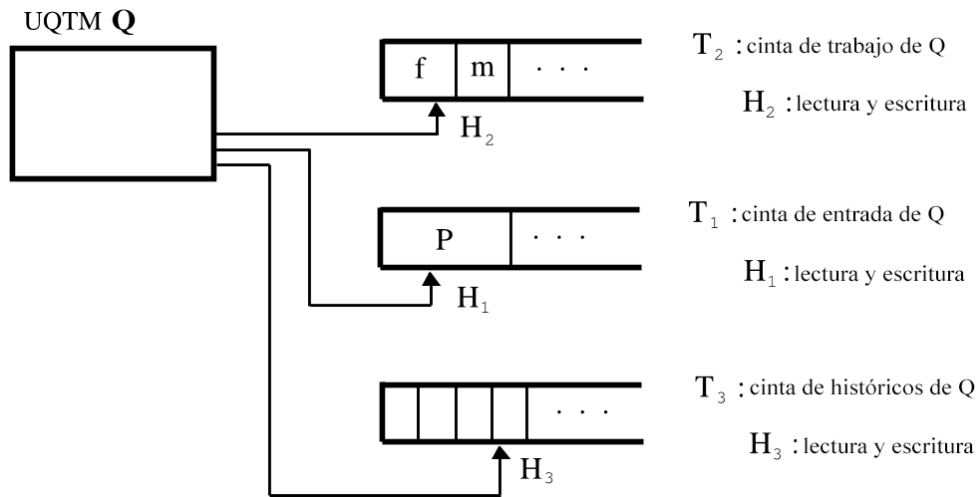 UQTM Q
f m . . .
H2
T2 : cinta de trabajo de Q
H2 : lectura y escritura
P . . .
H1
T1 : cinta de entrada de Q
H1 : lectura y escritura
. . .
H3
T3 : cinta de históricos de Q
H3 : lectura y escritura